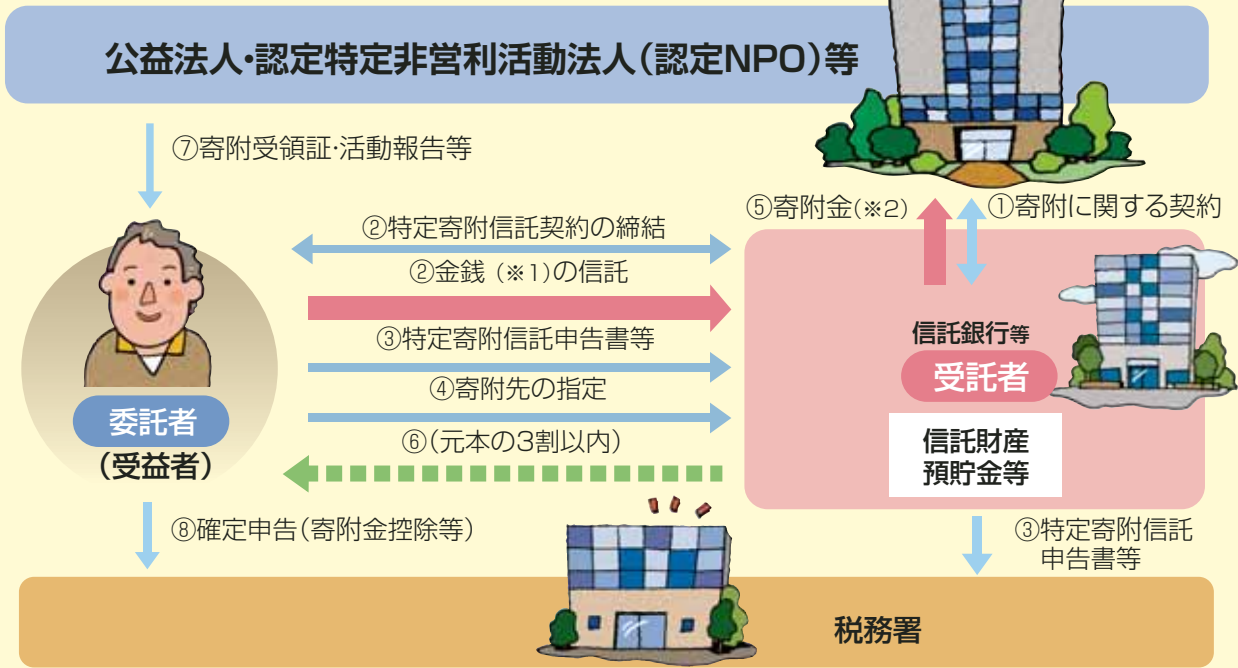 公益法人・認定特定非営利活動法人（認定NPO）等
⑦寄附受領証・活動報告等
⑤寄附金(※2)
①寄附に関する契約
②特定寄附信託契約の締結
②金銭（※1）の信託
③特定寄附信託申告書等
④寄附先の指定
⑥（元本の3割以内）
委託者
（受益者）
信託銀行等
受託者
信託財産
預貯金等
⑧確定申告（寄附金控除等）
③特定寄附信託
申告書等
税務署